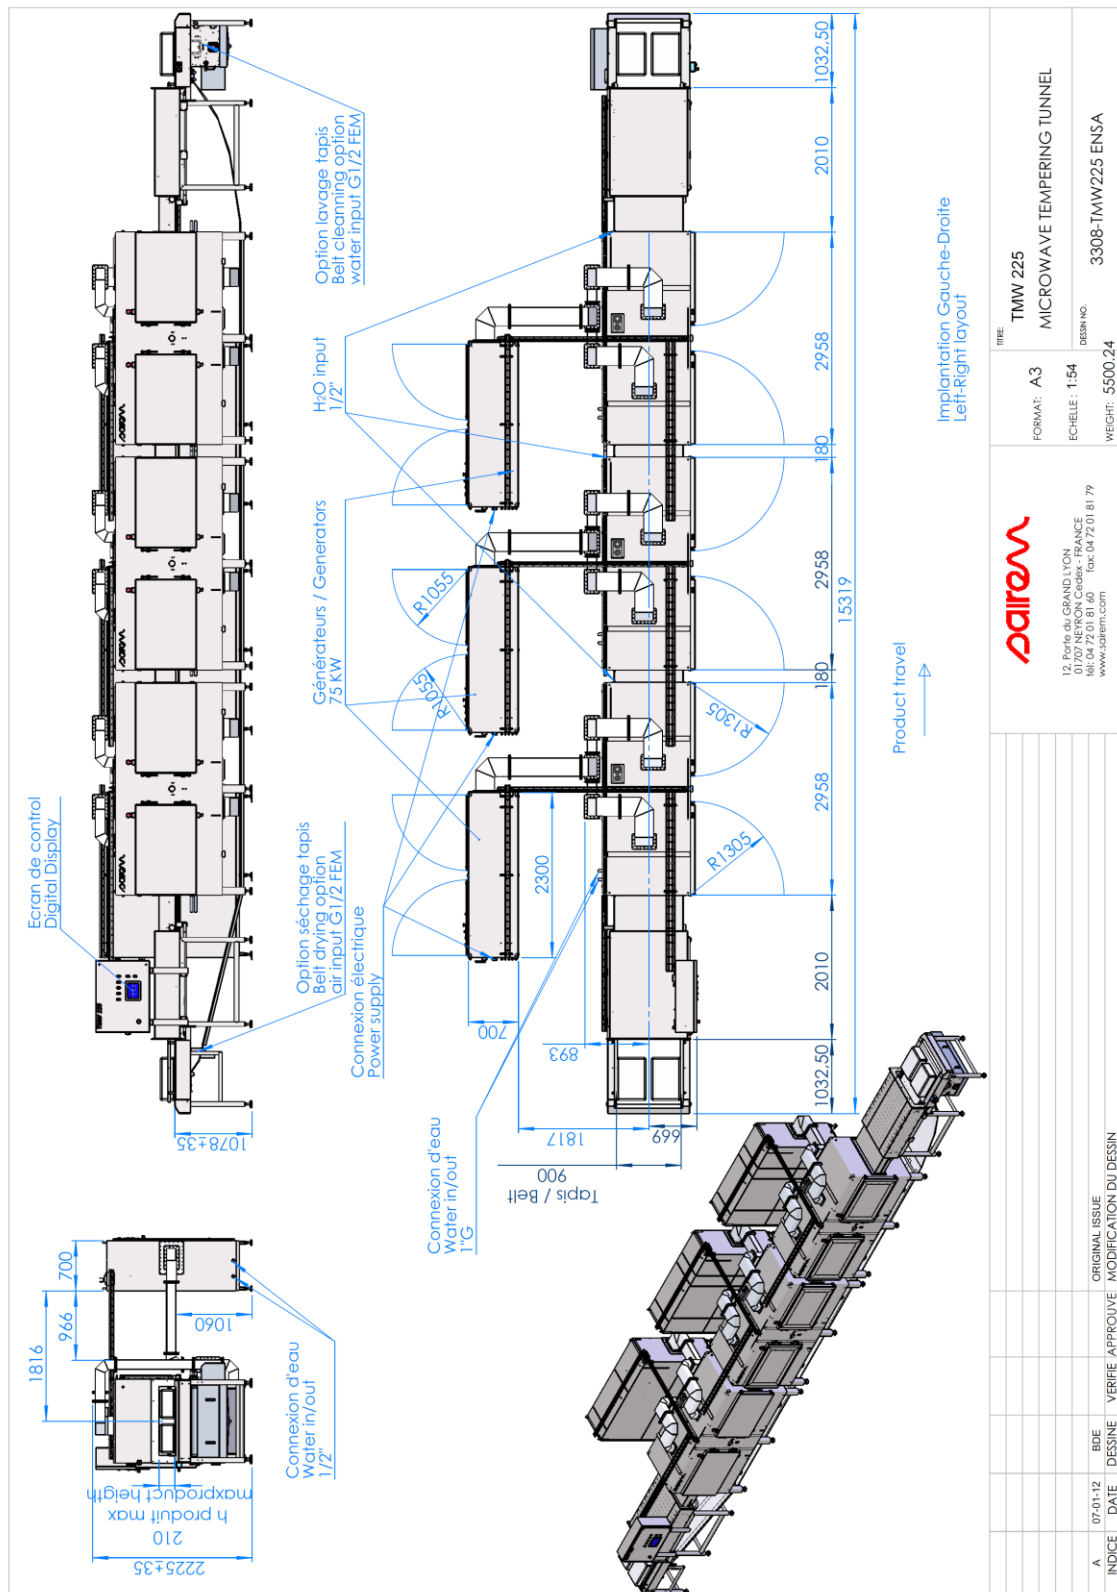 Ecran de control
Digital Display
Option lavage tapis
Belt cleanning option
water input G1/2 FEM
Option séchage tapis
Belt drying option
air input G1/2 FEM
Connexion électrique
Power supply
1078±35
sairem
sairem
TMW 225
1816
966
700
1060
h produit max
maxproduct heigth
210
2225±35
Connexion d'eau
Water in/out
1/2"
Générateurs / Generators
75 KW
H2O input
1/2"
R1055
R1055
2300
700
893
1817
669
Tapis / Belt
900
Connexion d'eau
Water in/out
1"G
R1305
R1305
1032,50
2010
2958
180
2958
180
2958
2010
1032,50
15319
Product travel
Implantation Gauche-Droite
Left-Right layout
sairem
12, Porte du GRAND LYON
01707 NEYRON Cedex - FRANCE
tél: 04 72 01 81 60 fax: 04 72 01 81 79
www.sairem.com
FORMAT: A3
ECHELLE : 1:54
WEIGHT: 5500.24
TITRE:
TMW 225
MICROWAVE TEMPERING TUNNEL
DESSIN NO.
3308-TMW225 ENSA
A 07-01-12 BDE ORIGINAL ISSUE
INDICE DATE DESSINE VERIFIE APPROUVE MODIFICATION DU DESSIN